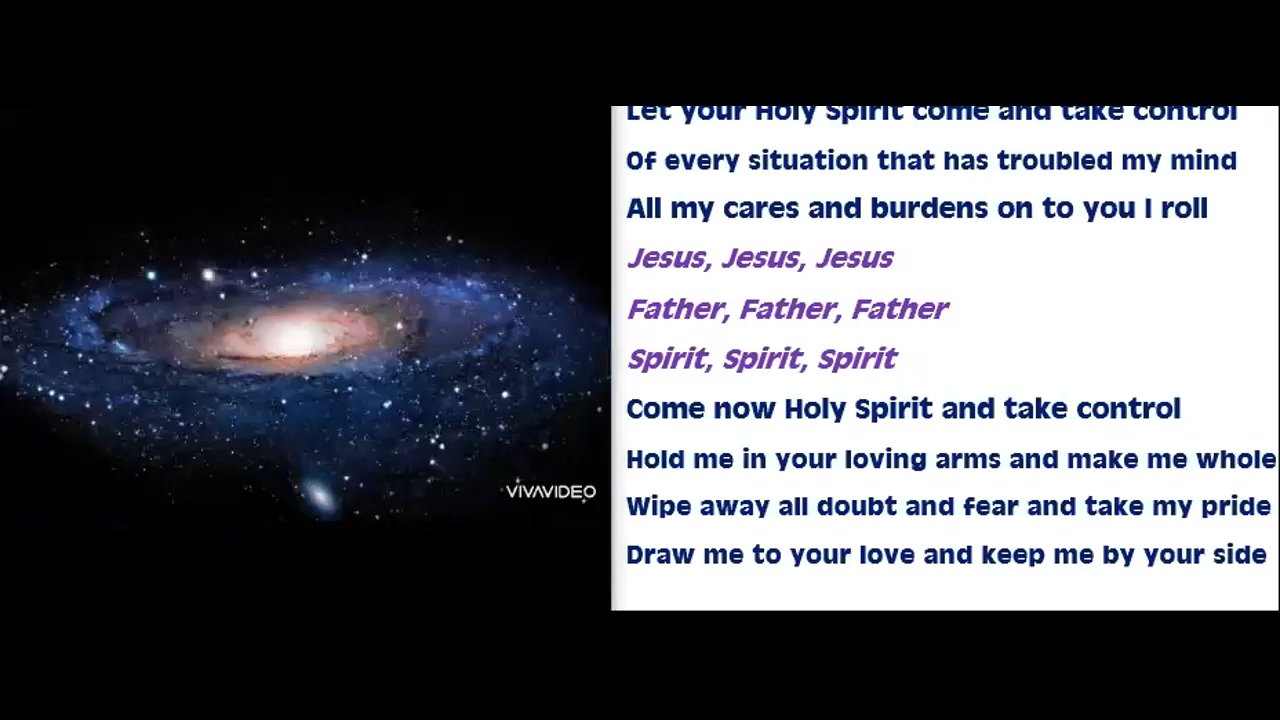 Let your Holy Spirit come and take control
Of every situation that has troubled my mind
All my cares and burdens on to you I roll
Jesus, Jesus, Jesus
Father, Father, Father
Spirit, Spirit, Spirit
Come now Holy Spirit and take control
Hold me in your loving arms and make me whole
Wipe away all doubt and fear and take my pride
Draw me to your love and keep me by your side
VIVAVIDEO